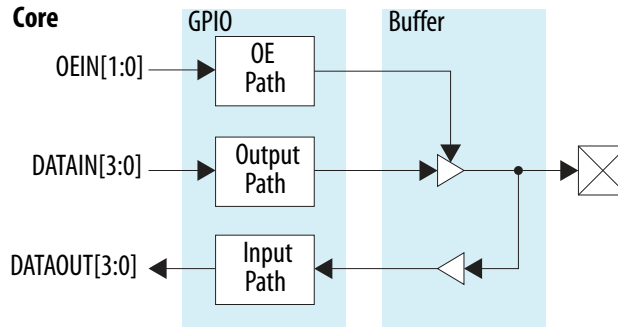 Core
GPIO
Buffer
OEIN[1:0]
OE
Path
DATAIN[3:0]
Output
Path
DATAOUT[3:0]
Input
Path